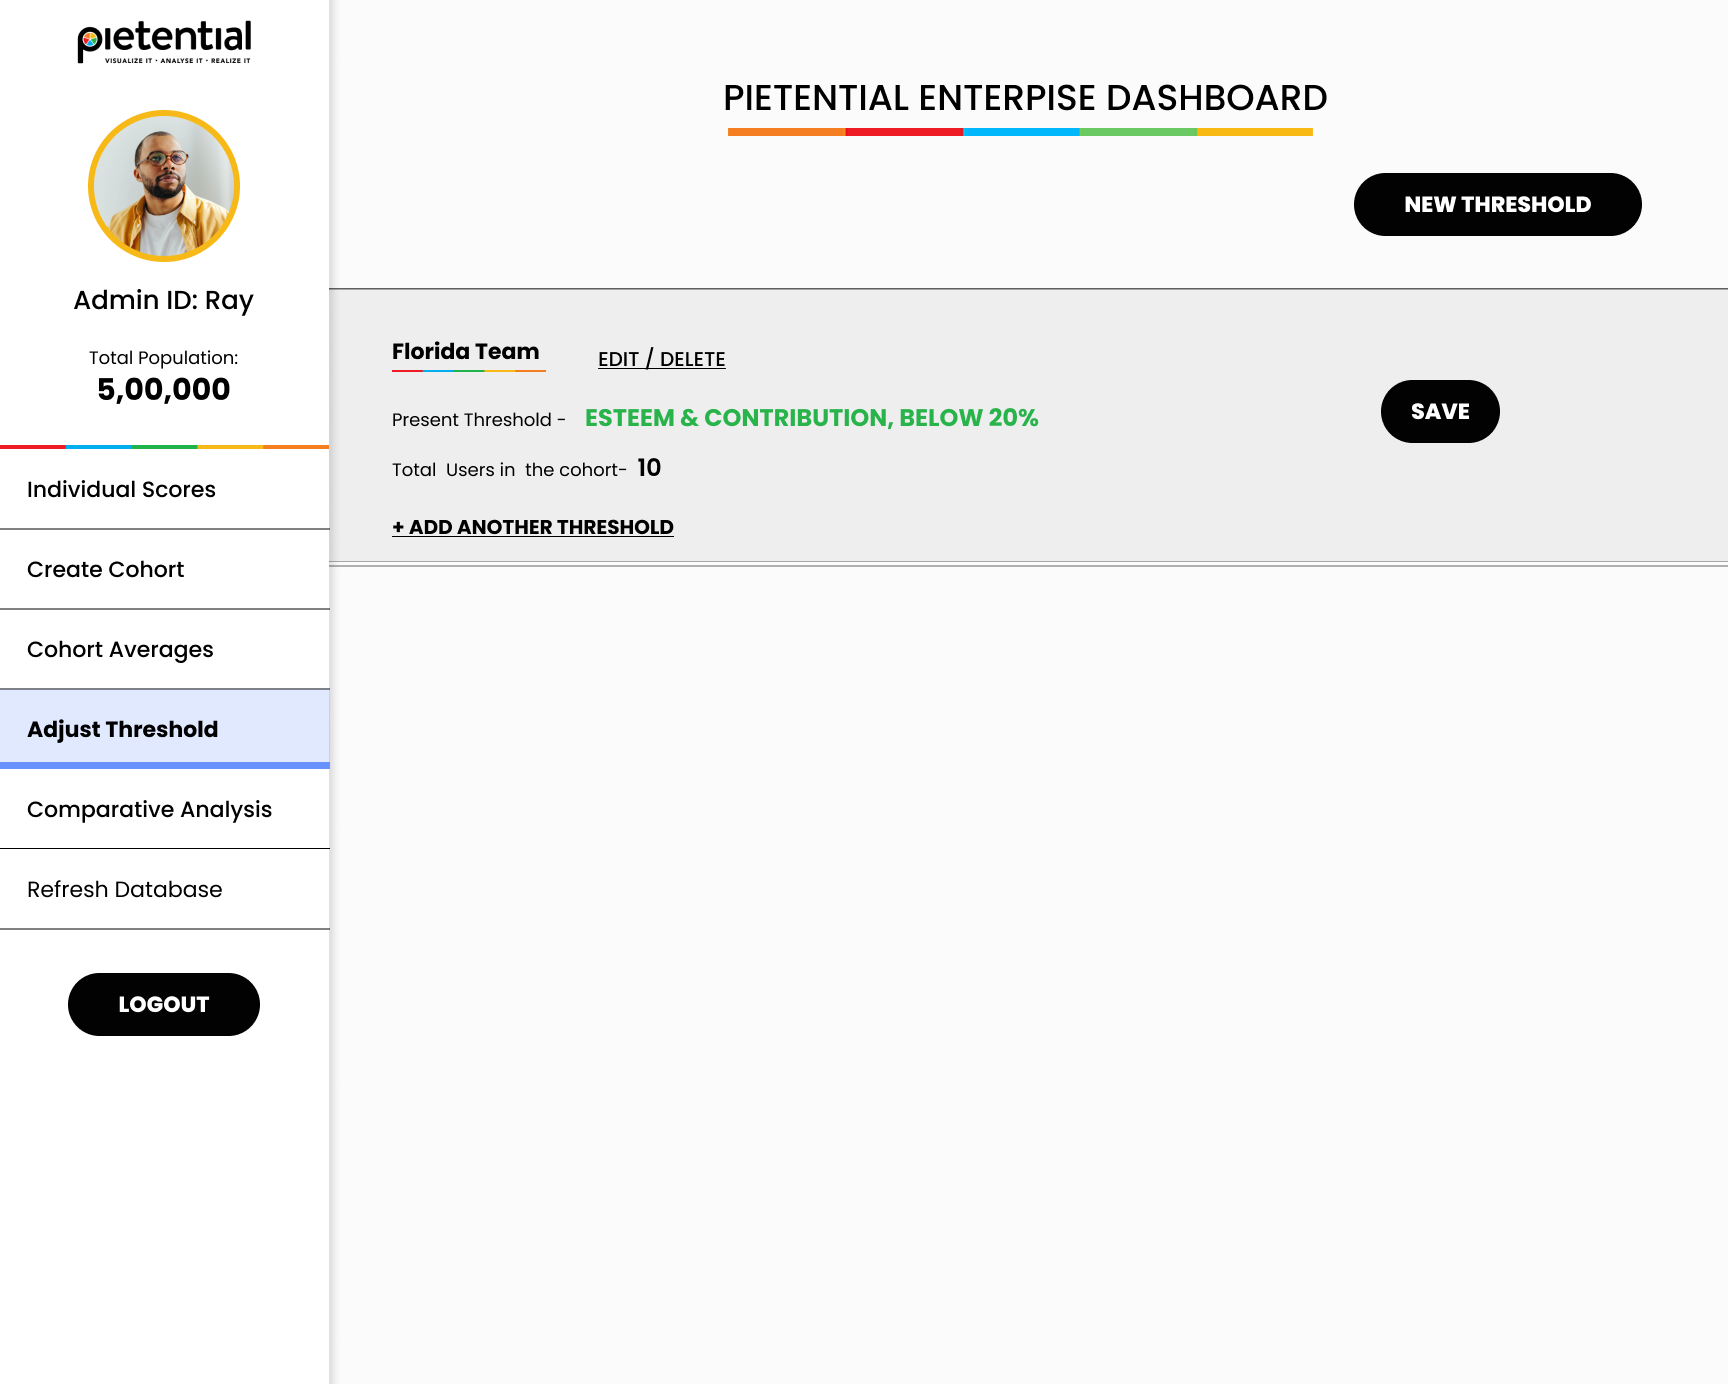 pietential
VISUALIZE IT • ANALYSE IT • REALIZE IT
Admin ID: Ray
Total Population:
5,00,000
Individual Scores
Create Cohort
Cohort Averages
Adjust Threshold
Comparative Analysis
Refresh Database
LOGOUT
PIETENTIAL ENTERPISE DASHBOARD
NEW THRESHOLD
Florida Team EDIT / DELETE
Present Threshold - ESTEEM & CONTRIBUTION, BELOW 20%
SAVE
Total Users in the cohort- 10
+ ADD ANOTHER THRESHOLD